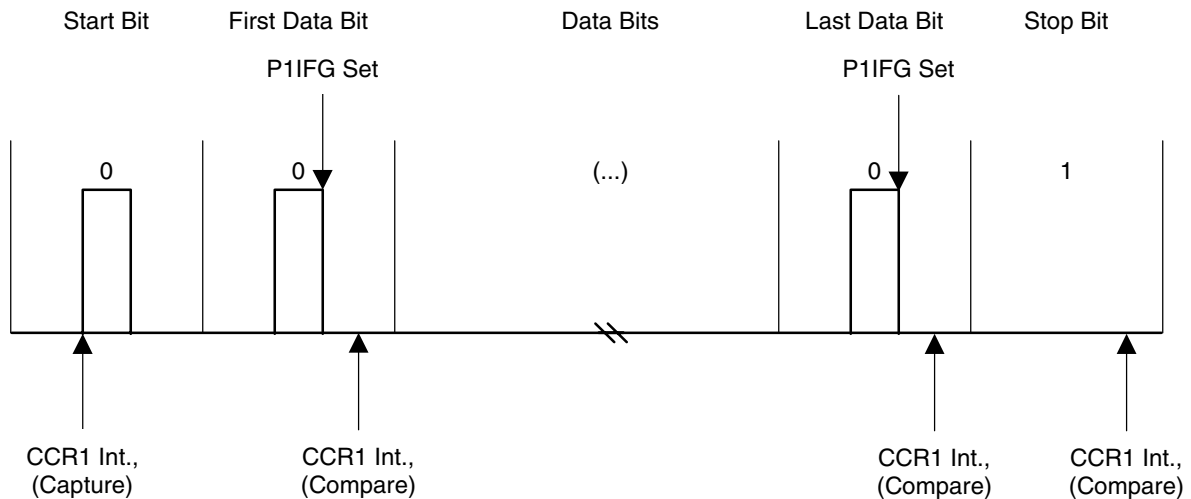 Start Bit
First Data Bit
Data Bits
Last Data Bit
Stop Bit
P1IFG Set
P1IFG Set
0
0
(...)
0
1
CCR1 Int.,
(Capture)
CCR1 Int.,
(Compare)
CCR1 Int.,
(Compare)
CCR1 Int.,
(Compare)